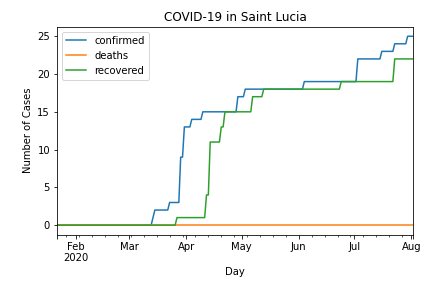 COVID-19 in Saint Lucia
confirmed
deaths
recovered
Number of Cases
25
20
15
10
5
0
Feb Mar Apr May Jun Jul Aug
2020
Day